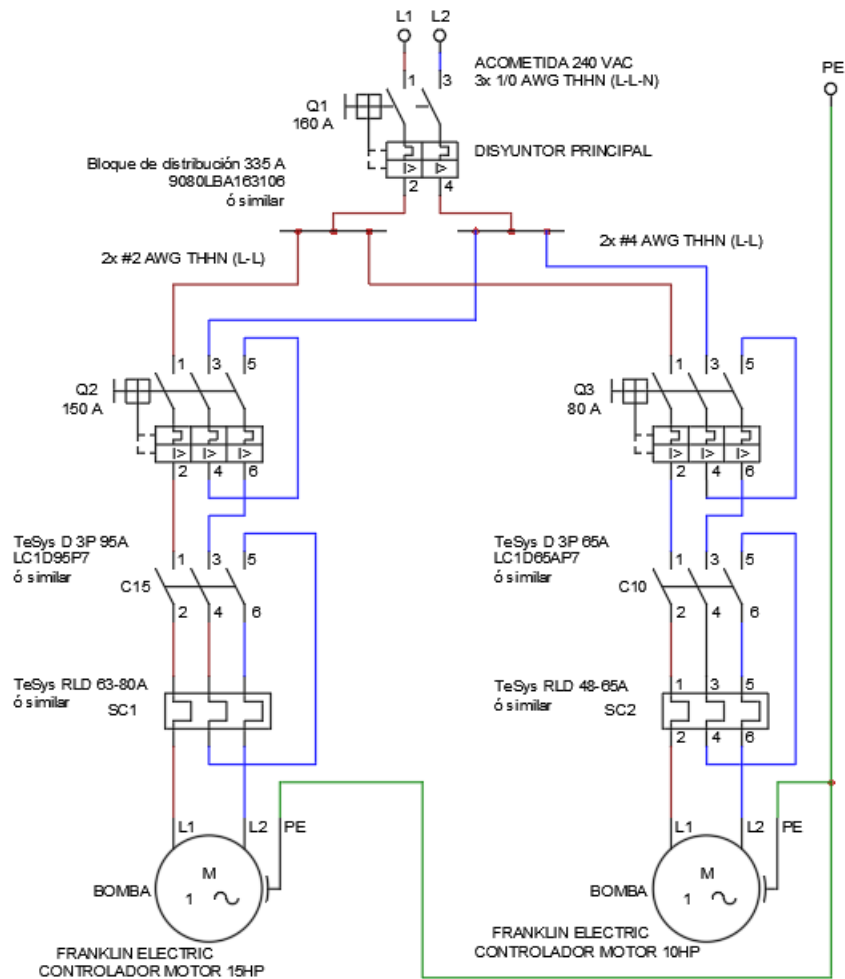 L1 L2
PE
ACOMETIDA 240 VAC
3x 1/0 AWG THHN (L-L-N)
1 3
Q1
160 A
DISYUNTOR PRINCIPAL
2 4
Bloque de distribución 335 A
9080LBA163106
ó similar
2x #2 AWG THHN (L-L)
2x #4 AWG THHN (L-L)
1 3 5
Q2
150 A
I> I> I>
2 4 6
1 3 5
Q3
80 A
I> I> I>
2 4 6
TeSys D 3P 95A
LC1D95P7
ó similar
1 3 5
C15
2 4 6
TeSys D 3P 65A
LC1D65AP7
ó similar
1 3 5
C10
2 4 6
TeSys RLD 63-80A
ó similar
SC1
TeSys RLD 48-65A
ó similar
1 3 5
SC2
2 4 6
L1 L2 PE
M
1
BOMBA
FRANKLIN ELECTRIC
CONTROLADOR MOTOR 15HP
L1 L2 PE
M
1
BOMBA
FRANKLIN ELECTRIC
CONTROLADOR MOTOR 10HP